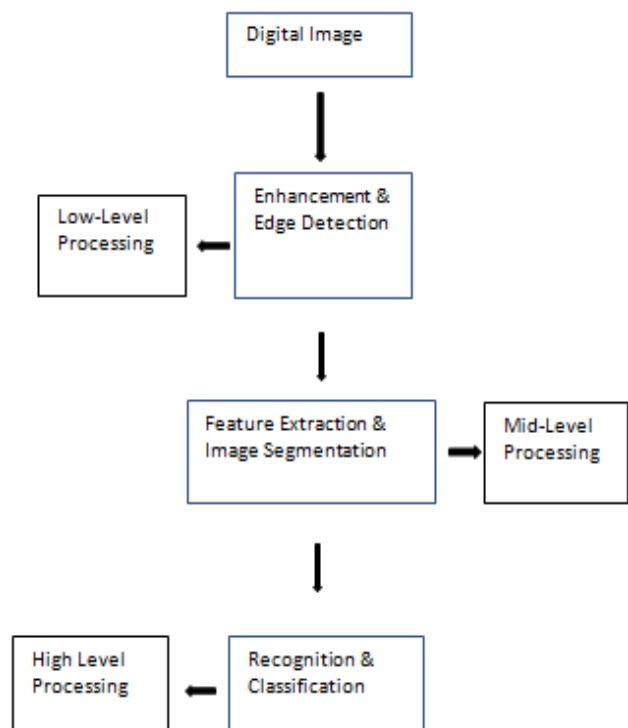 Digital Image
Enhancement &
Edge Detection
Low-Level
Processing
Feature Extraction &
Image Segmentation
Mid-Level
Processing
High Level
Processing
Recognition &
Classification